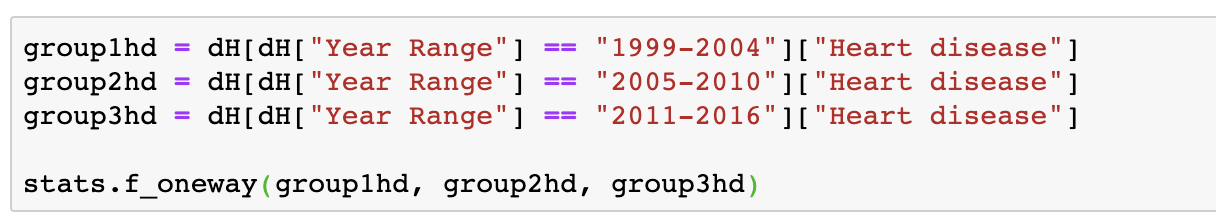 group1hd = dH[dH["Year Range"] == "1999-2004"]["Heart disease"]
group2hd = dH[dH["Year Range"] == "2005-2010"]["Heart disease"]
group3hd = dH[dH["Year Range"] == "2011-2016"]["Heart disease"]
stats.f_oneway(group1hd, group2hd, group3hd)